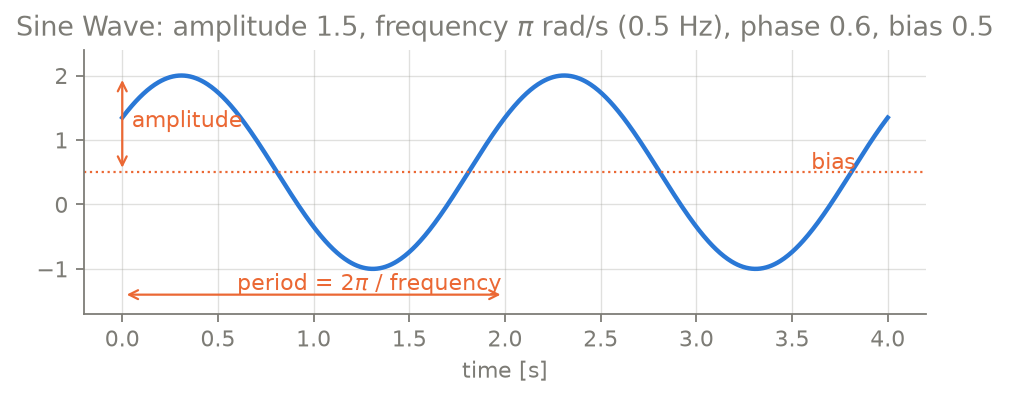 Sine Wave: amplitude 1.5, frequency π rad/s (0.5 Hz), phase 0.6, bias 0.5
2
amplitude
1
bias
0
−1
period = 2π / frequency
0.0 0.5 1.0 1.5 2.0 2.5 3.0 3.5 4.0
time [s]